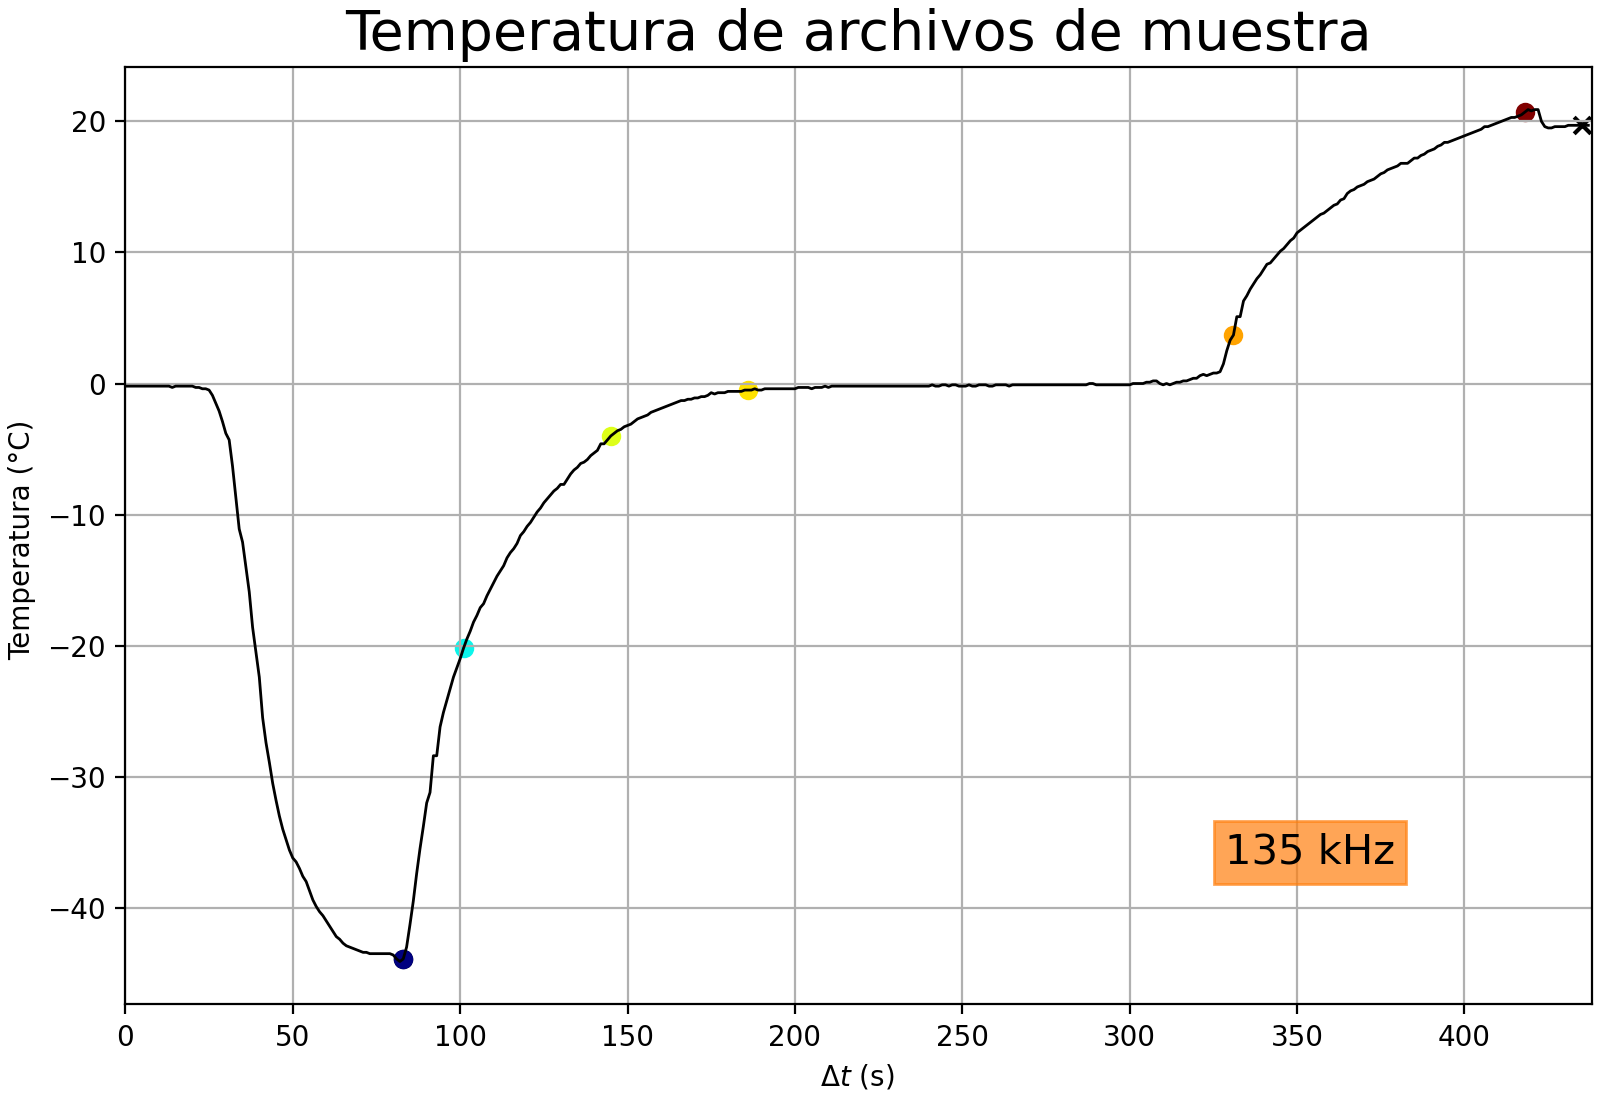 Temperatura de archivos de muestra
Temperatura (°C)
20
10
0
−10
−20
−30
−40
135 kHz
0 50 100 150 200 250 300 350 400
Δt (s)